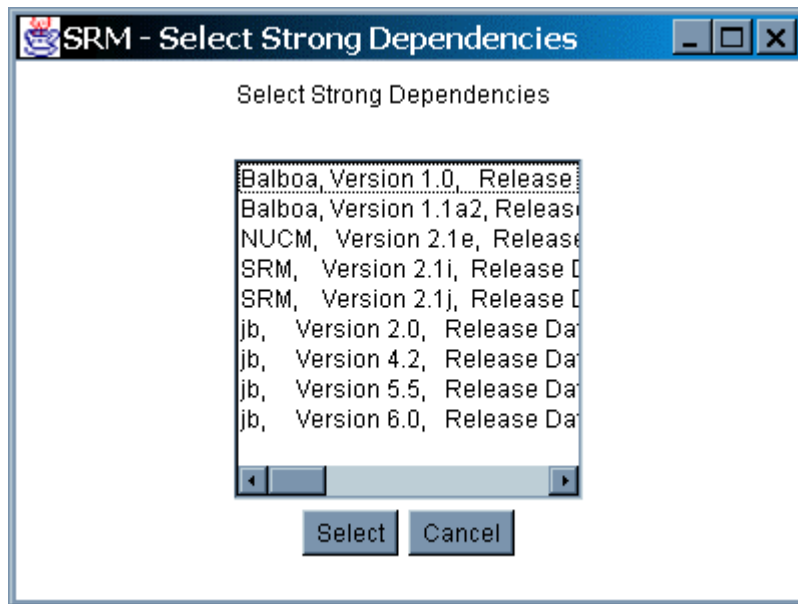 SRM - Select Strong Dependencies
Select Strong Dependencies
Balboa, Version 1.0, Release
Balboa, Version 1.1a2, Release
NUCM, Version 2.1e, Release
SRM, Version 2.1i, Release
SRM, Version 2.1j, Release
jb, Version 2.0, Release
jb, Version 4.2, Release
jb, Version 5.5, Release
jb, Version 6.0, Release
Select Cancel